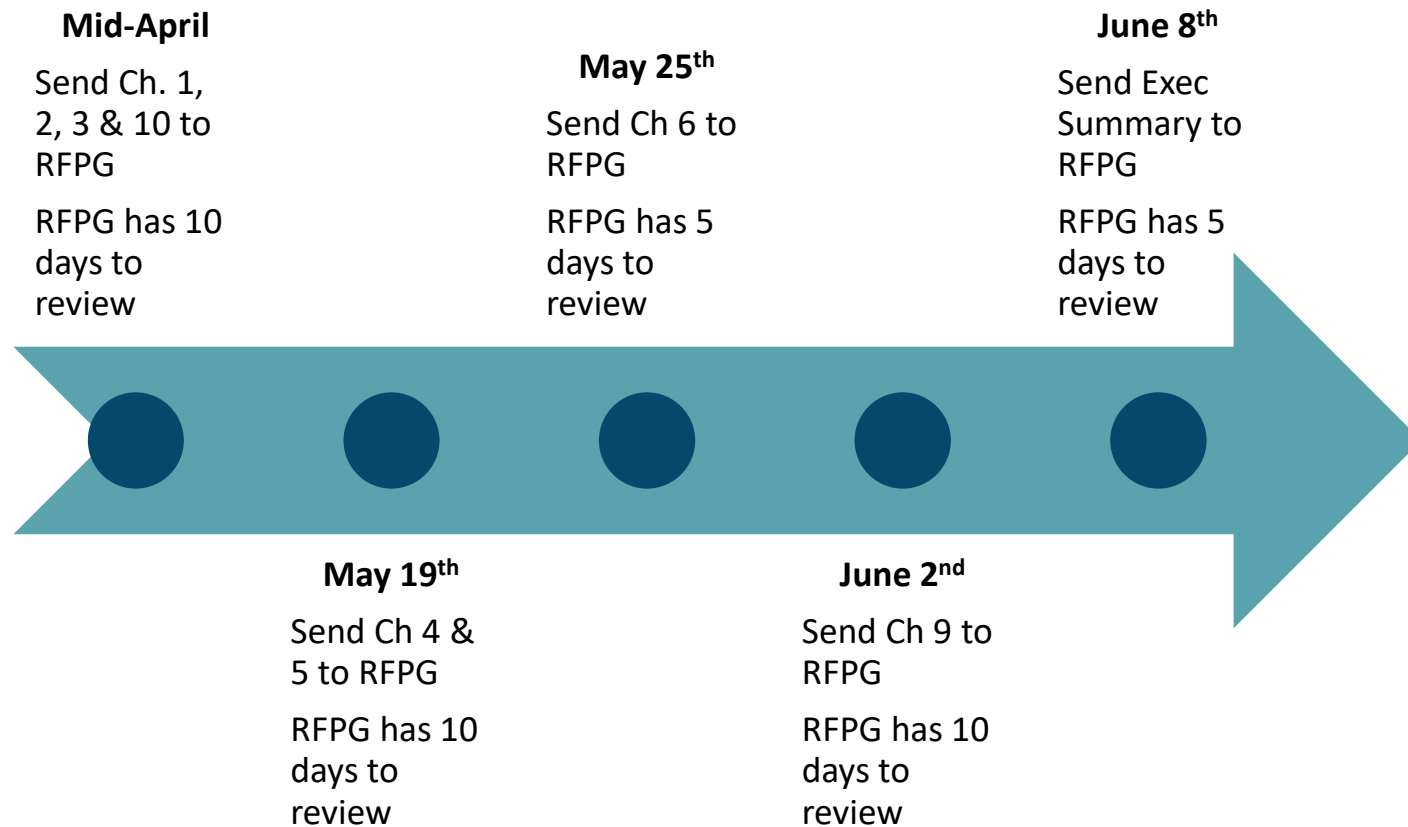 Mid-April
Send Ch. 1,
2, 3 & 10 to
RFPG
RFPG has 10
days to
review
May 19th
Send Ch 4 &
5 to RFPG
RFPG has 10
days to
review
May 25th
Send Ch 6 to
RFPG
RFPG has 5
days to
review
June 2nd
Send Ch 9 to
RFPG
RFPG has 10
days to
review
June 8th
Send Exec
Summary to
RFPG
RFPG has 5
days to
review